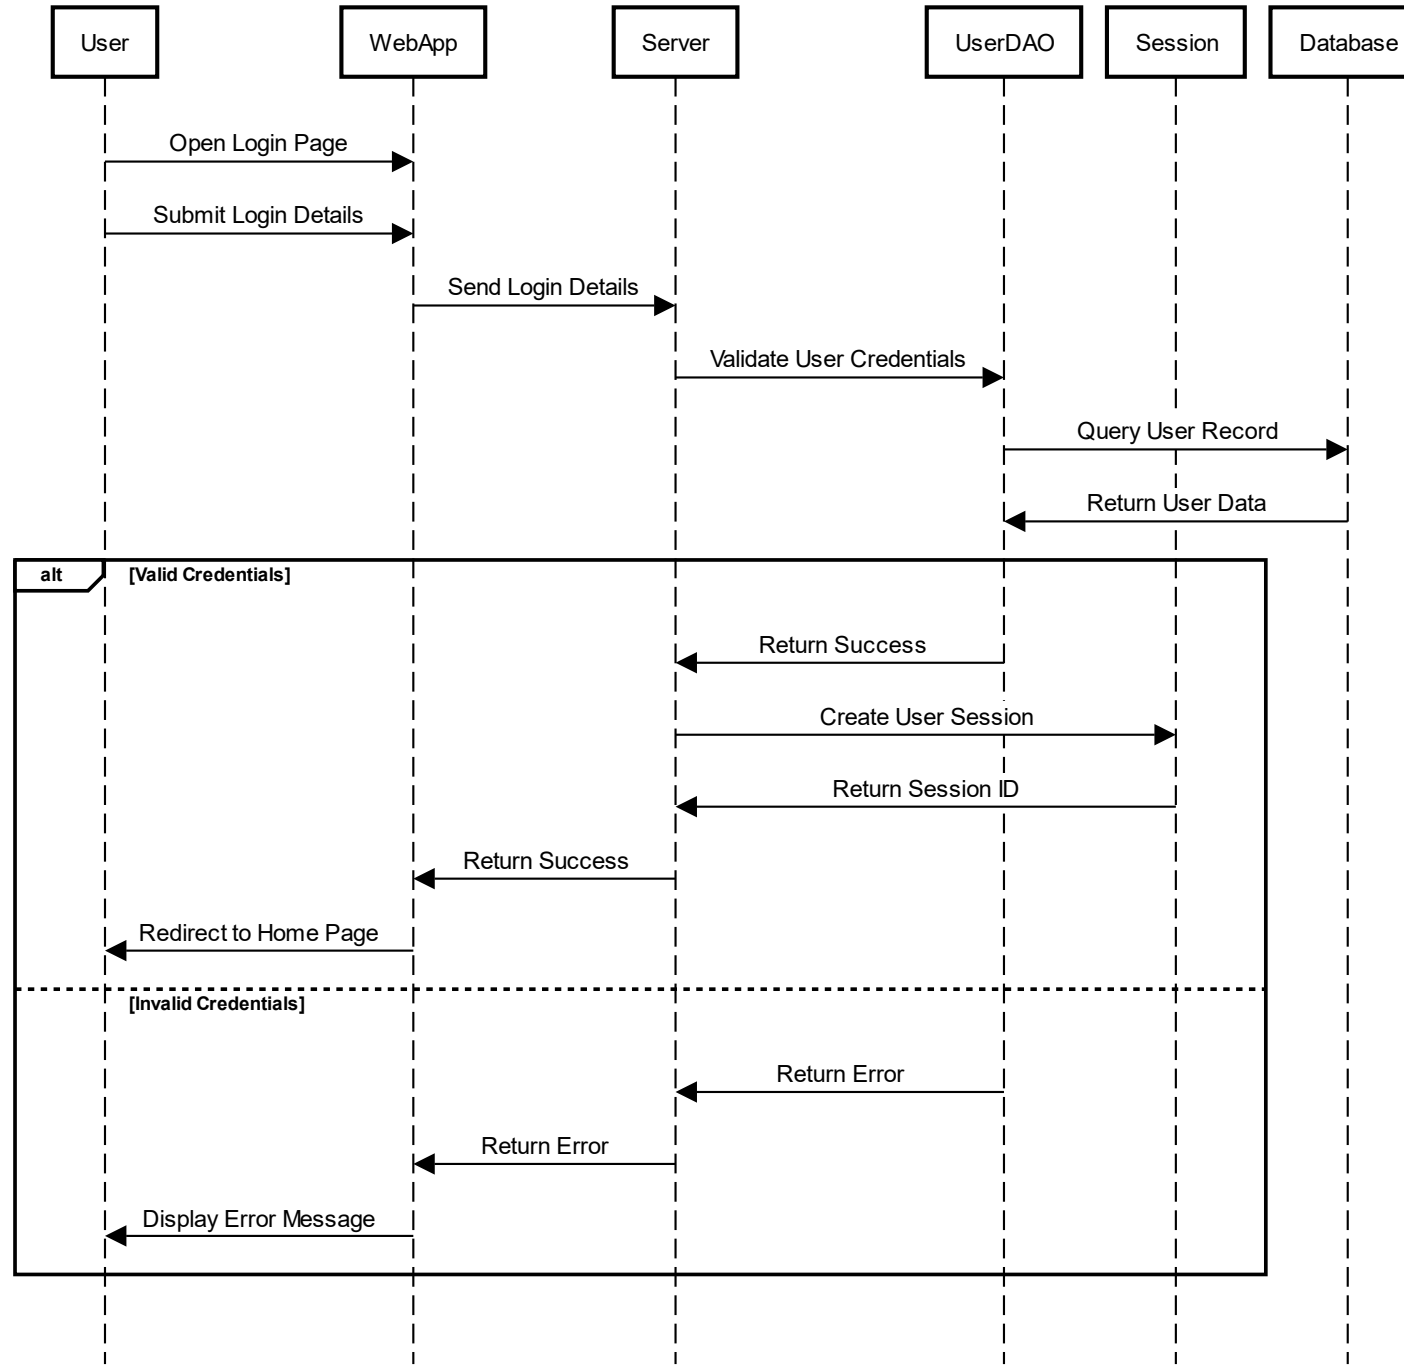 User
WebApp
Server
UserDAO
Session
Database
Open Login Page
Submit Login Details
Send Login Details
Validate User Credentials
Query User Record
Return User Data
alt
[Valid Credentials]
Return Success
Create User Session
Return Session ID
Return Success
Redirect to Home Page
[Invalid Credentials]
Return Error
Return Error
Display Error Message